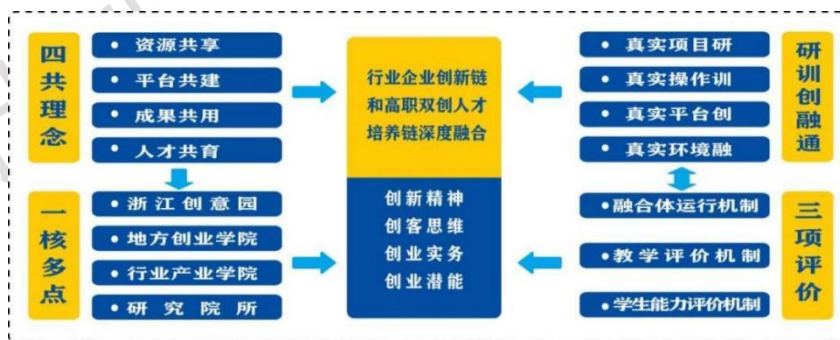 四共理念
• 资源共享
• 平台共建
• 成果共用
• 人才共育
一核多点
• 浙江创意园
• 地方创业学院
• 行业产业学院
• 研究院所
行业企业创新链
和高职双创人才
培养链深度融合
创新精神
创客思维
创业实务
创业潜能
• 真实项目研
• 真实操作训
• 真实平台创
• 真实环境融
研训创融通
• 融合体运行机制
• 教学评价机制
• 学生能力评价机制
三项评价